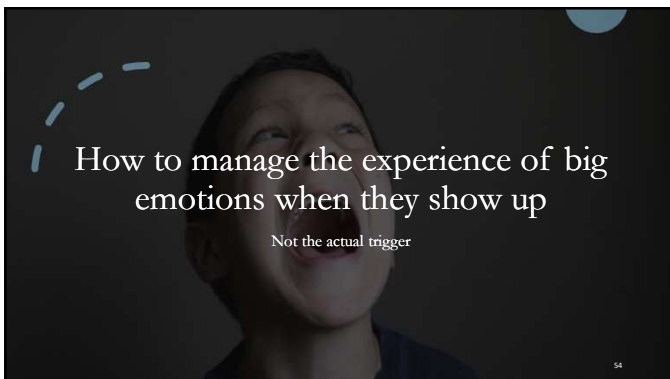 How to manage the experience of big
emotions when they show up
Not the actual trigger
54